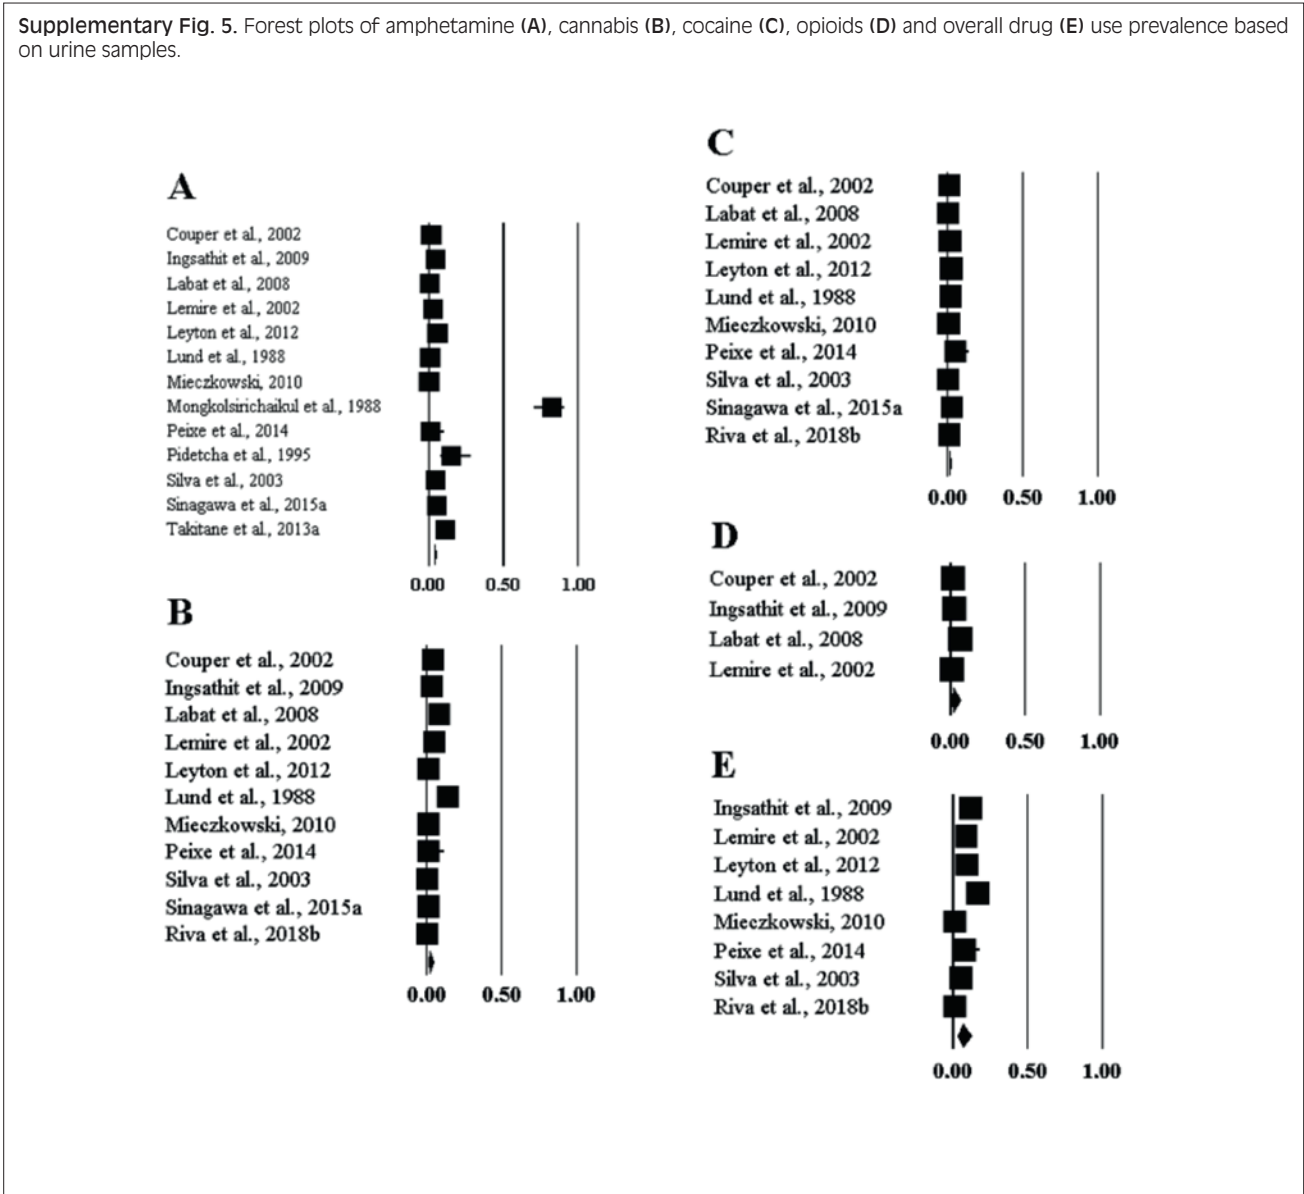 Supplementary Fig. 5. Forest plots of amphetamine (A), cannabis (B), cocaine (C), opioids (D) and overall drug (E) use prevalence based
on urine samples.
A
Couper et al., 2002
Ingsathit et al., 2009
Labat et al., 2008
Lemire et al., 2002
Leyton et al., 2012
Lund et al., 1988
Mieczkowski, 2010
Mongkolsirichaikul et al., 1988
Peixe et al., 2014
Pidetcha et al., 1995
Silva et al., 2003
Sinagawa et al., 2015a
Takitane et al., 2013a
0.00 0.50 1.00
B
Couper et al., 2002
Ingsathit et al., 2009
Labat et al., 2008
Lemire et al., 2002
Leyton et al., 2012
Lund et al., 1988
Mieczkowski, 2010
Peixe et al., 2014
Silva et al., 2003
Sinagawa et al., 2015a
Riva et al., 2018b
0.00 0.50 1.00
C
Couper et al., 2002
Labat et al., 2008
Lemire et al., 2002
Leyton et al., 2012
Lund et al., 1988
Mieczkowski, 2010
Peixe et al., 2014
Silva et al., 2003
Sinagawa et al., 2015a
Riva et al., 2018b
0.00 0.50 1.00
D
Couper et al., 2002
Ingsathit et al., 2009
Labat et al., 2008
Lemire et al., 2002
0.00 0.50 1.00
E
Ingsathit et al., 2009
Lemire et al., 2002
Leyton et al., 2012
Lund et al., 1988
Mieczkowski, 2010
Peixe et al., 2014
Silva et al., 2003
Riva et al., 2018b
0.00 0.50 1.00